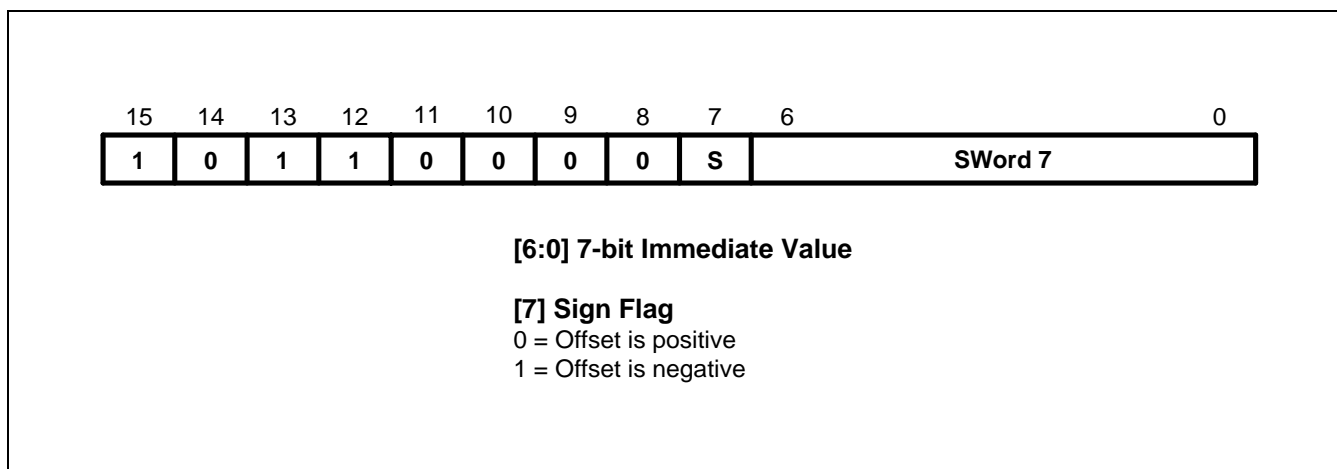 15 14 13 12 11 10 9 8 7 6 0
1 0 1 1 0 0 0 0 S SWord 7
[6:0] 7-bit Immediate Value
[7] Sign Flag
0 = Offset is positive
1 = Offset is negative